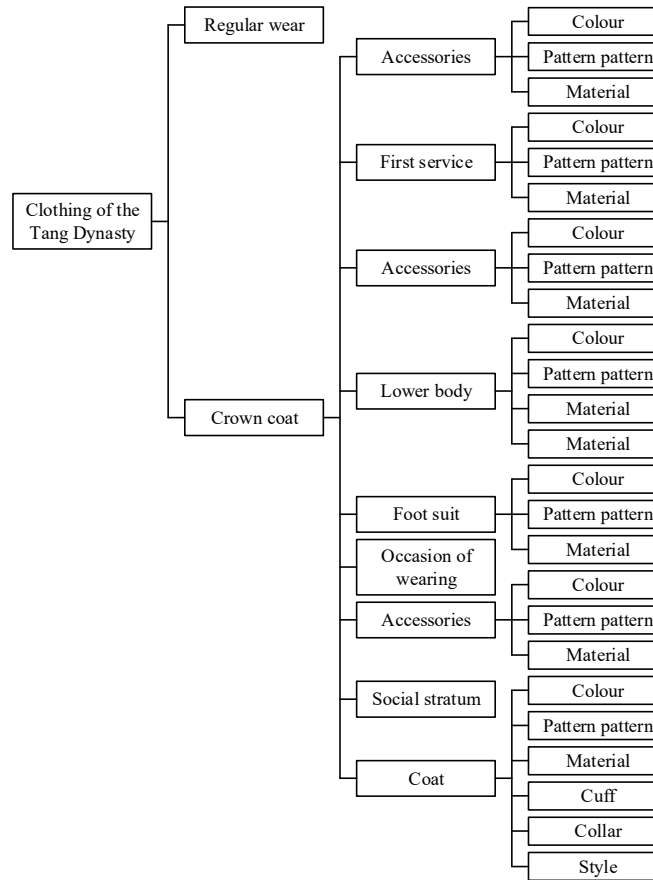 Regular wear
Clothing of the
Tang Dynasty
Crown coat
Accessories
Colour
Pattern pattern
Material
First service
Colour
Pattern pattern
Material
Accessories
Colour
Pattern pattern
Material
Lower body
Colour
Pattern pattern
Material
Material
Foot suit
Colour
Pattern pattern
Material
Occasion of
wearing
Accessories
Colour
Pattern pattern
Material
Social stratum
Coat
Colour
Pattern pattern
Material
Cuff
Collar
Style